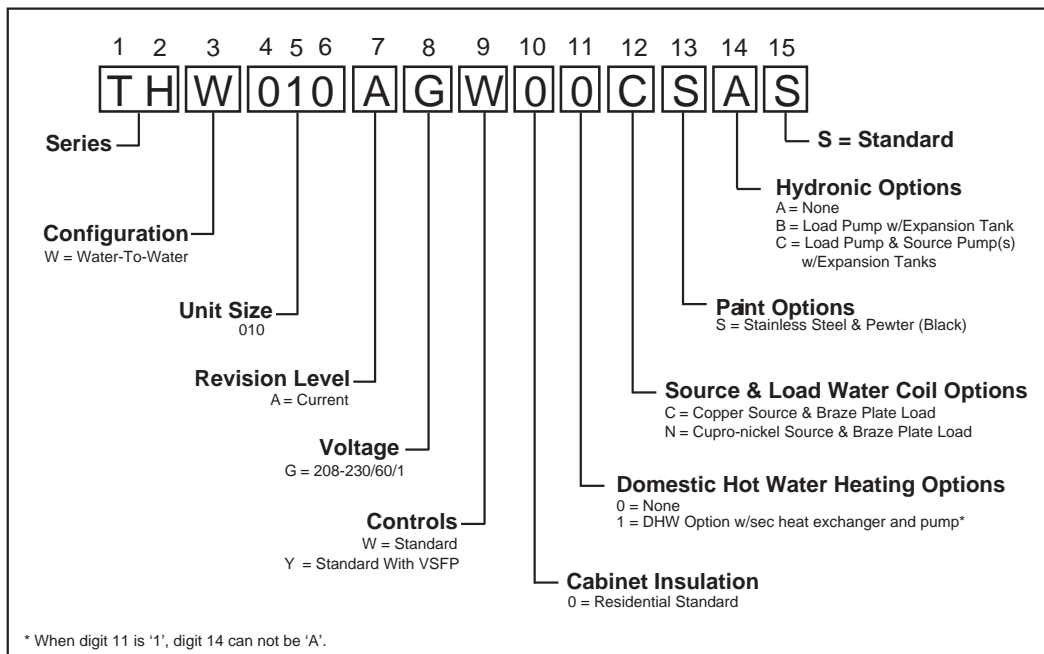 1 2 3 4 5 6 7 8 9 10 11 12 13 14 15
T H W 0 1 0 A G W 0 0 C S A S
Series
S = Standard
Hydronic Options
A = None
B = Load Pump w/Expansion Tank
C = Load Pump & Source Pump(s)
w/Expansion Tanks
Configuration
W = Water-To-Water
Unit Size
010
Paint Options
S = Stainless Steel & Pewter (Black)
Revision Level
A = Current
Source & Load Water Coil Options
C = Copper Source & Braze Plate Load
N = Cupro-nickel Source & Braze Plate Load
Voltage
G = 208-230/60/1
Domestic Hot Water Heating Options
0 = None
1 = DHW Option w/sec heat exchanger and pump*
Controls
W = Standard
Y = Standard With VSFP
Cabinet Insulation
0 = Residential Standard
* When digit 11 is ‘1’, digit 14 can not be ‘A’.